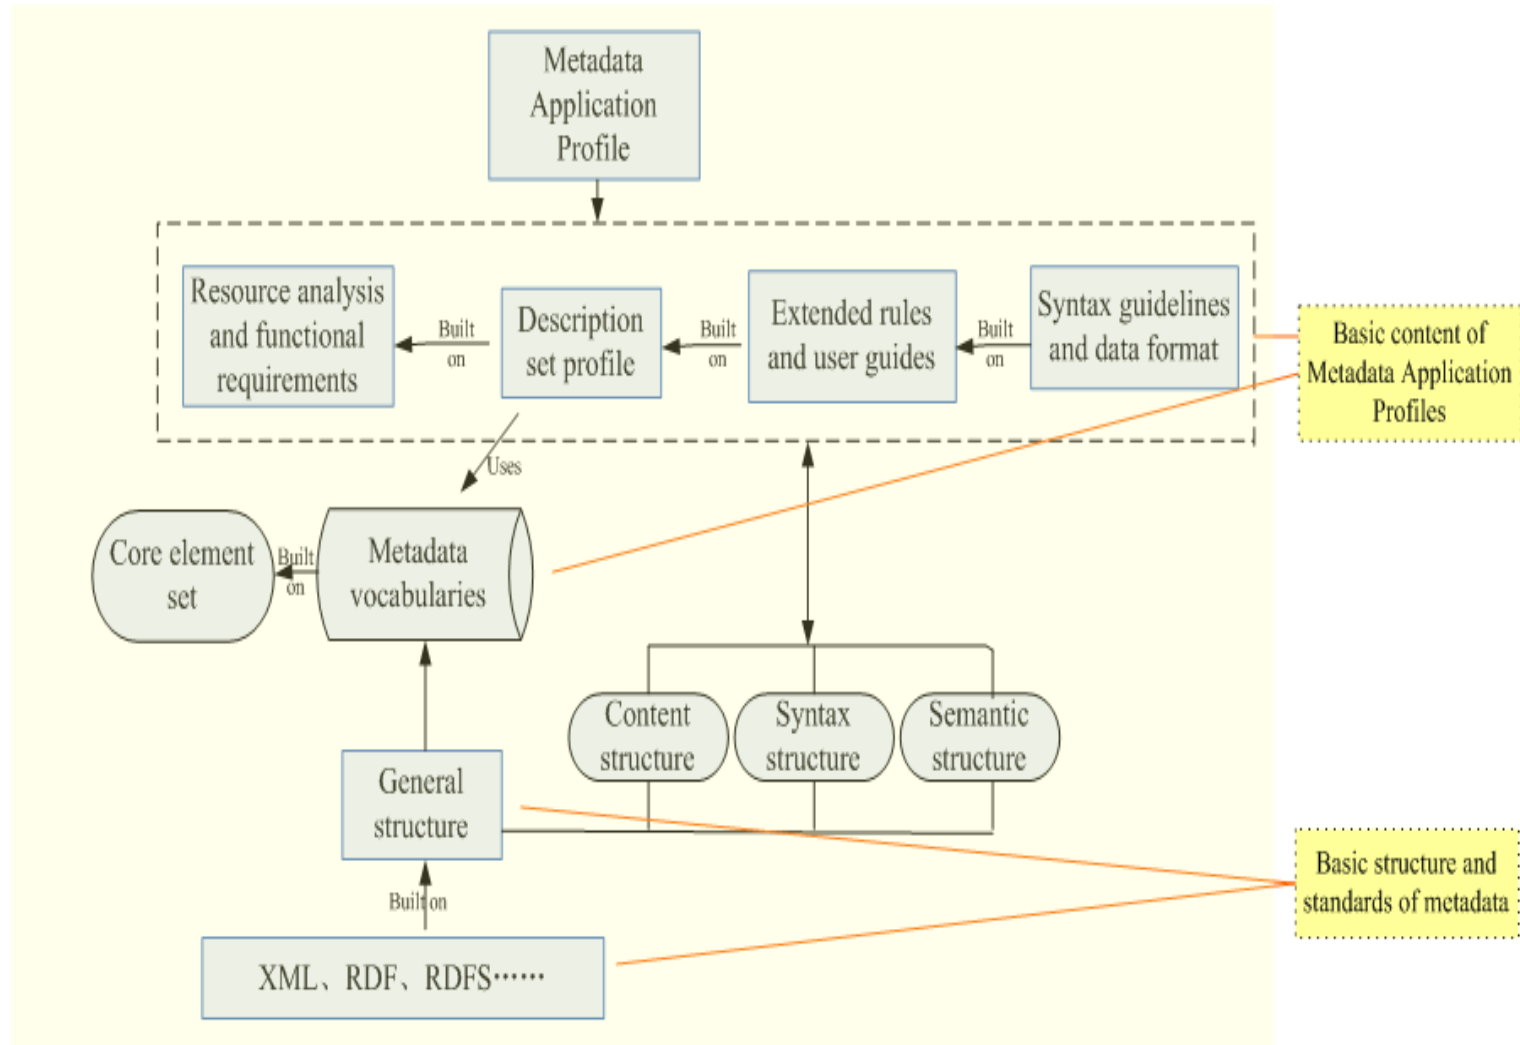 Metadata
Application
Profile
Resource analysis
and functional
requirements
Built
on
Description
set profile
Built
on
Extended rules
and user guides
Built
on
Syntax guidelines
and data format
Basic content of
Metadata Application
Profiles
Uses
Core element
set
Built
on
Metadata
vocabularies
Content
structure
Syntax
structure
Semantic
structure
General
structure
Basic structure and
standards of metadata
Built on
XML、RDF、RDFS······